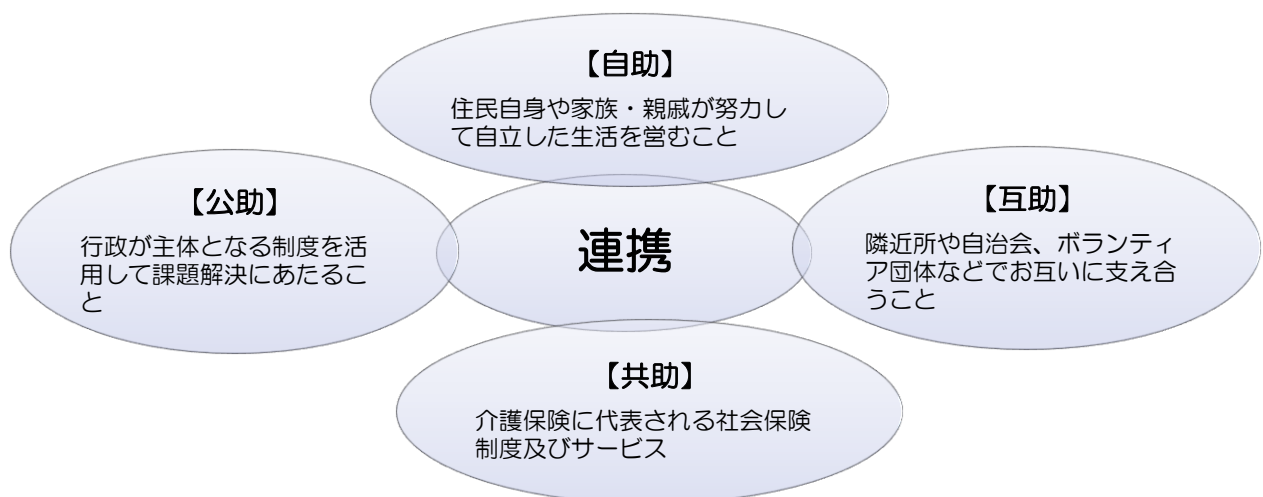 【自助】
住民自身や家族・親戚が努力し
て自立した生活を営むこと
【公助】
行政が主体となる制度を活
用して課題解決にあたるこ
と
連携
【互助】
隣近所や自治会、ボランティ
ア団体などでお互いに支え合
うこと
【共助】
介護保険に代表される社会保険
制度及びサービス